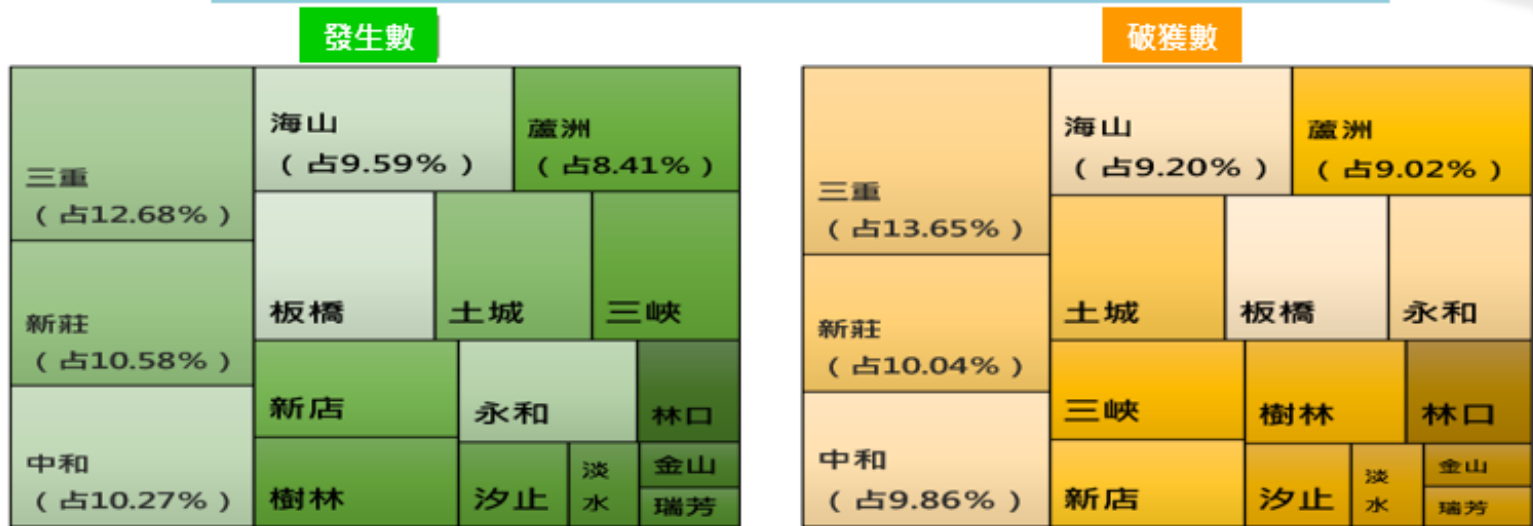 發生數
三重
(占12.68%)
新莊
(占10.58%)
中和
(占10.27%)
海山
(占9.59%)
蘆洲
(占8.41%)
板橋
土城
三峽
新店
永和
林口
樹林
汐止
淡
水
金山
瑞芳
破獲數
三重
(占13.65%)
新莊
(占10.04%)
中和
(占9.86%)
海山
(占9.20%)
蘆洲
(占9.02%)
土城
板橋
永和
三峽
樹林
林口
新店
汐止
淡
水
金山
瑞芳